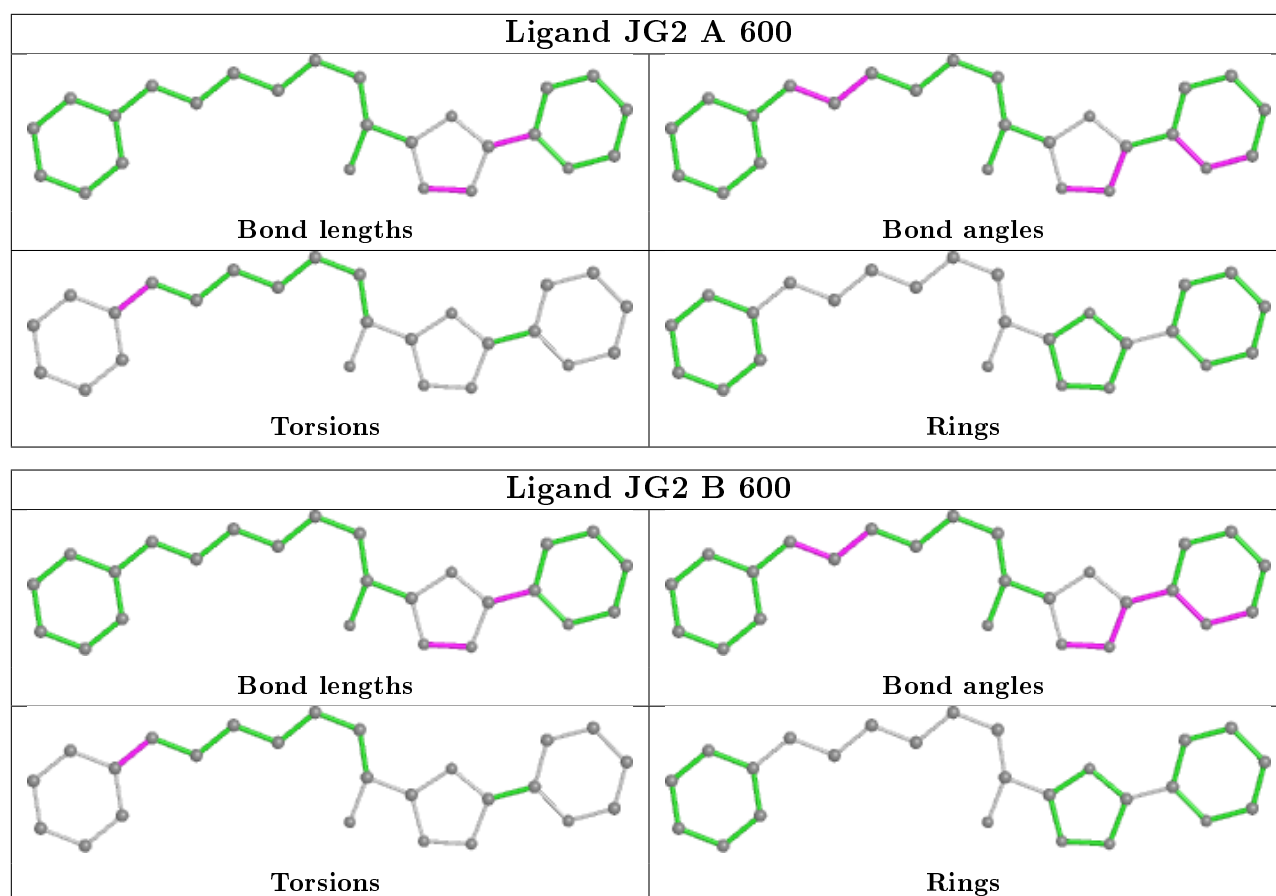 Ligand JG2 A 600
Bond lengths
Bond angles
Torsions
Rings
Ligand JG2 B 600
Bond lengths
Bond angles
Torsions
Rings